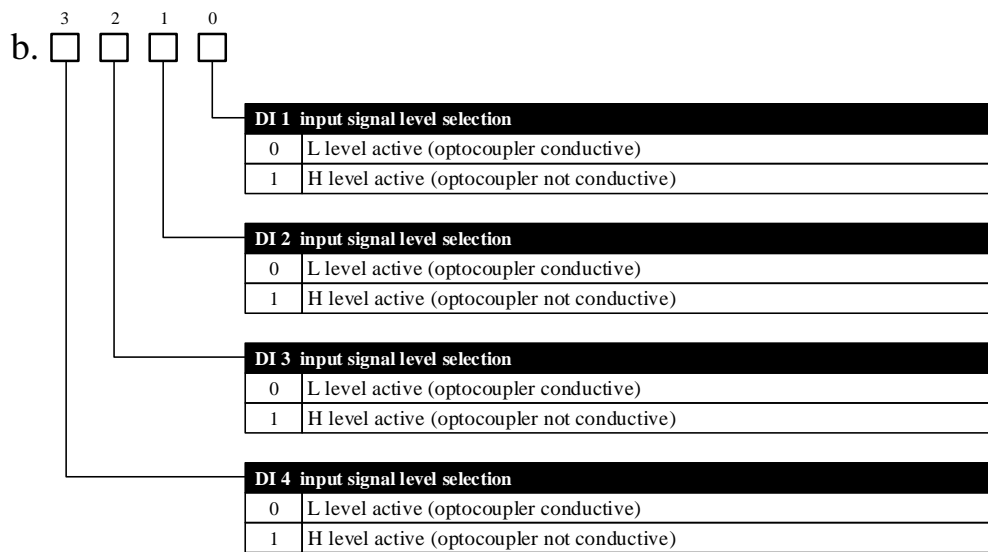 3 2 1 0
b.
DI 1 input signal level selection
0 L level active (optocoupler conductive)
1 H level active (optocoupler not conductive)
DI 2 input signal level selection
0 L level active (optocoupler conductive)
1 H level active (optocoupler not conductive)
DI 3 input signal level selection
0 L level active (optocoupler conductive)
1 H level active (optocoupler not conductive)
DI 4 input signal level selection
0 L level active (optocoupler conductive)
1 H level active (optocoupler not conductive)